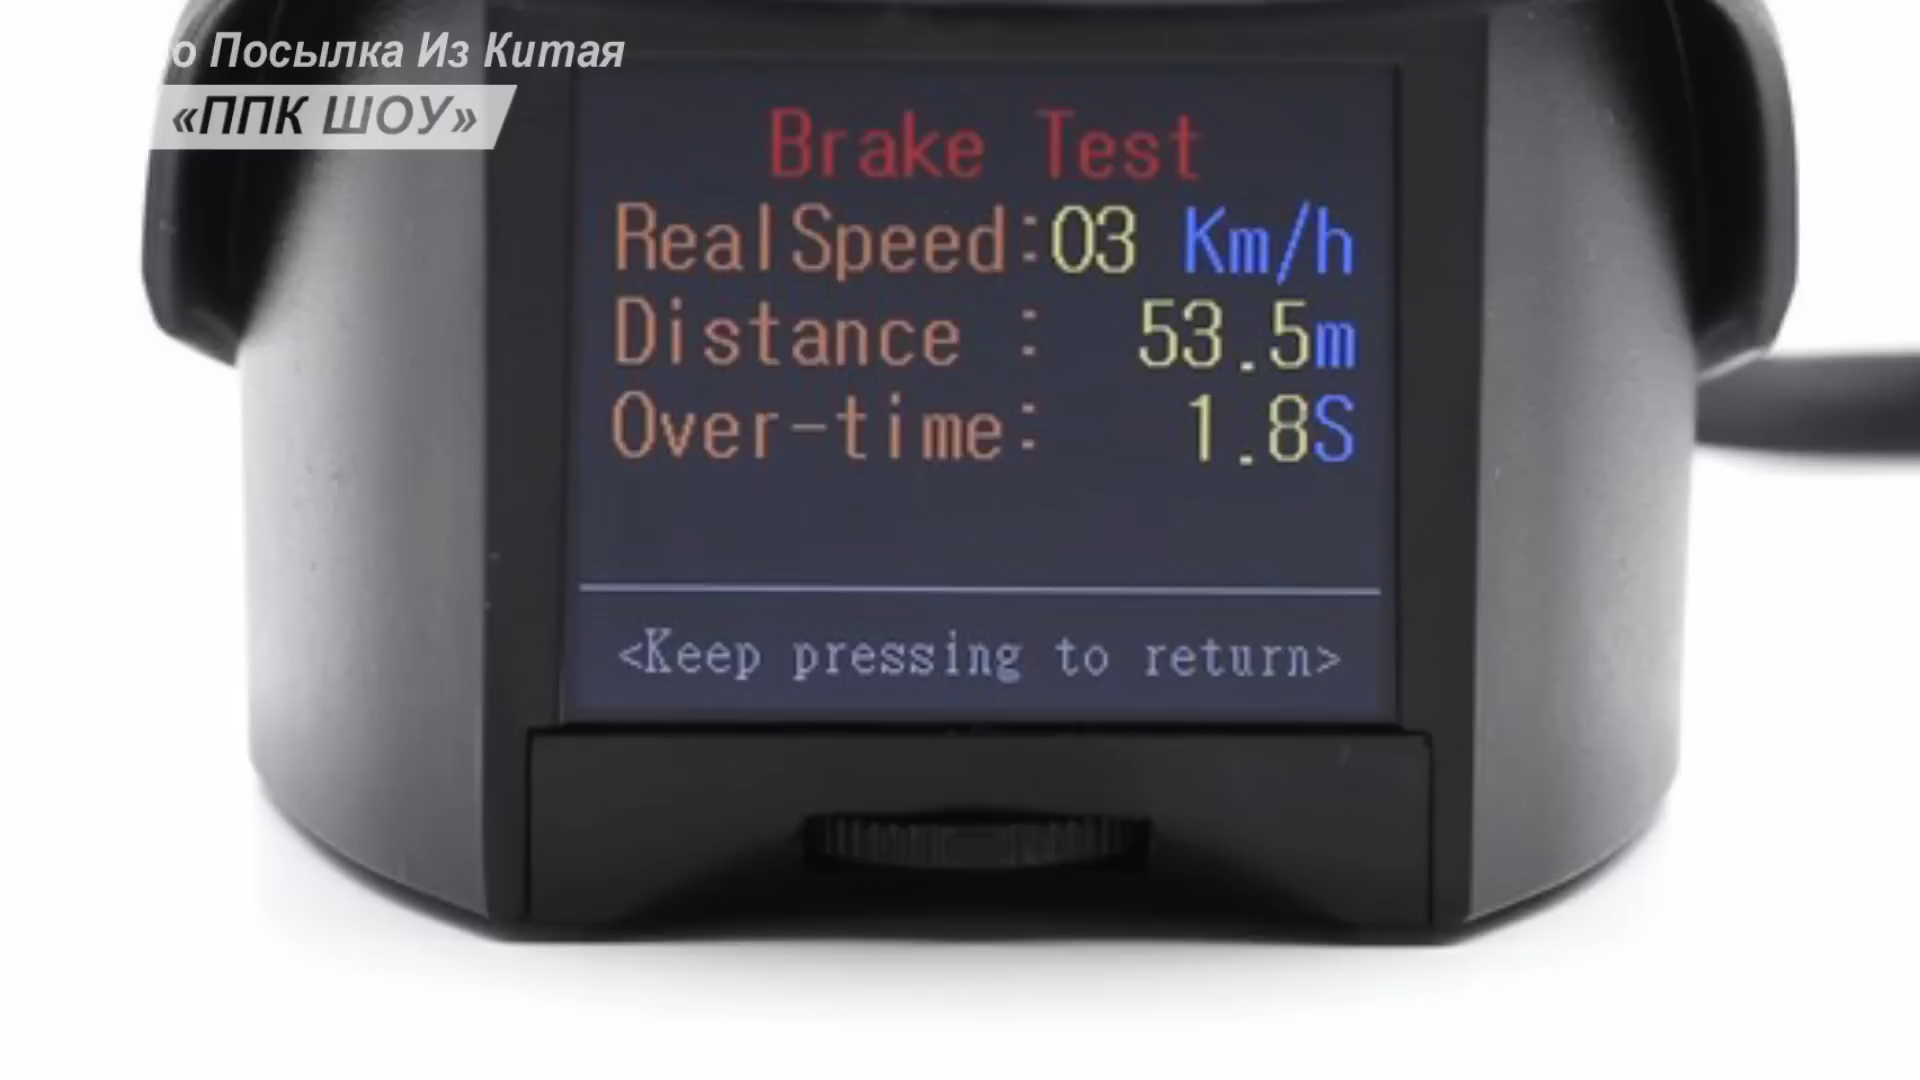 о Посылка Из Китая
«ППК ШОУ»
Brake Test
RealSpeed:03 Km/h
Distance : 53.5m
Over-time: 1.8S
<Keep pressing to return>